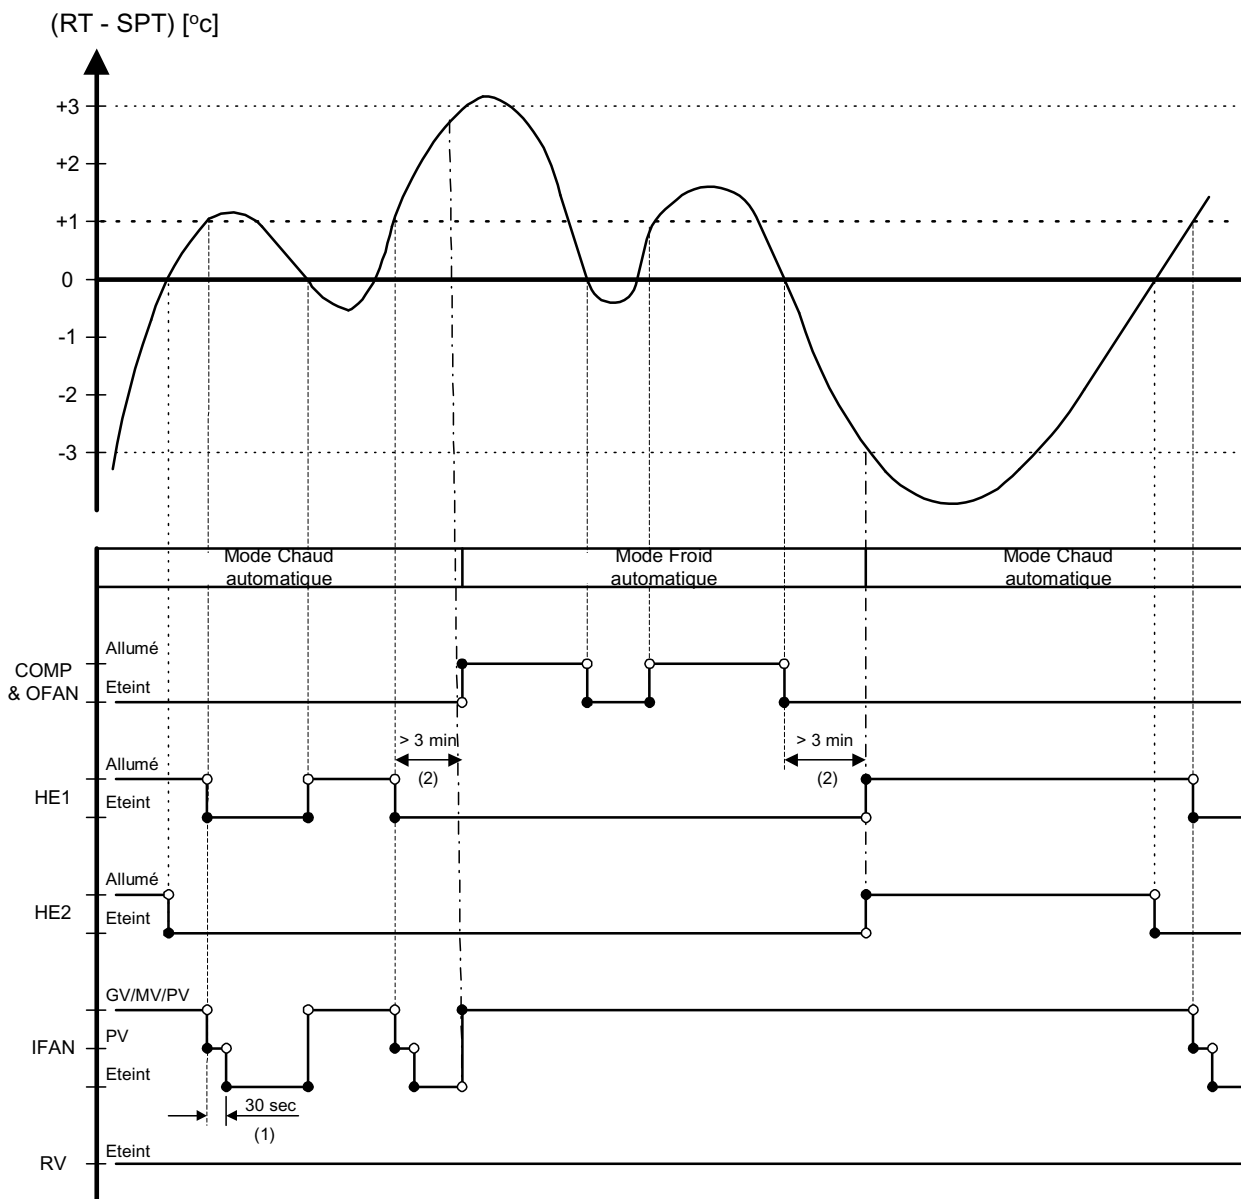 (RT - SPT) [°c]
+3
+2
+1
0
-1
-2
-3
Mode Chaud automatique
Mode Froid automatique
Mode Chaud automatique
COMP & OFAN
Allumé
Eteint
> 3 min
(2)
> 3 min
(2)
HE1
Allumé
Eteint
HE2
Allumé
Eteint
IFAN
GV/MV/PV
PV
Eteint
30 sec
(1)
RV
Eteint